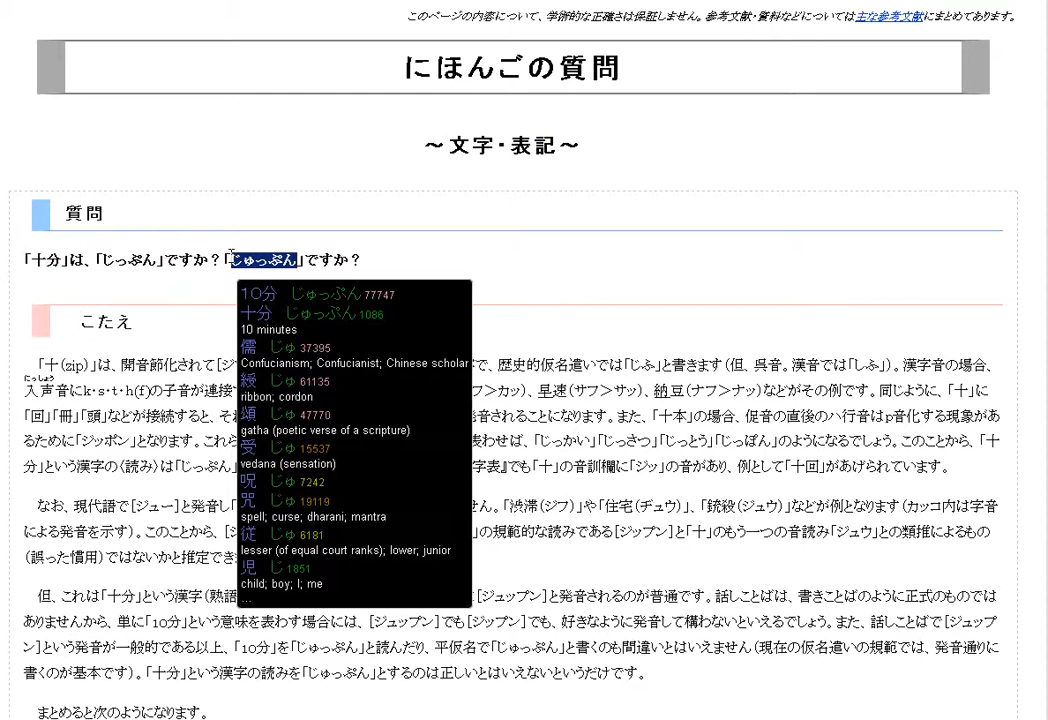 このページの内容について、学術的な正確さは保証しません。参考文献・資料などについては主な参考文献にまとめてあります。
にほんごの質問
～文字・表記～
質問
「十分」は、「じっぷん」ですか？「じゅっぷん」ですか？
10分 じゅっぷん 77747
十分 じゅっぷん 1086
10 minutes
儒 じゅ 37395
Confucianism; Confucianist; Chinese scholar
綬 じゅ 61135
ribbon; cordon
頌 じゅ 47770
gatha (poetic verse of a scripture)
受 じゅ 15537
vedana (sensation)
呪 じゅ 7242
咒 じゅ 19119
spell; curse; dharani; mantra
従 じゅ 6181
lesser (of equal court ranks); lower; junior
児 じ 1851
child; boy; I; me
...
こたえ
「十(zip)」は、開音節化されて[ジ で、歴史的仮名遣いでは「じふ」と書きます(但、呉音。漢音では「しふ」)。漢字音の場合、
にっしょう
入声音にk・s・t・h(f)の子音が連接 フ＞カッ)、早速(サフ＞サッ)、納豆(ナフ＞ナッ)などがその例です。同じように、「十」に
「回」「冊」「頭」などが接続すると、そ 発音されることになります。また、「十本」の場合、促音の直後のハ行音はp音化する現象があ
るために「ジッポン」となります。これら 表わせば、「じっかい」「じっさつ」「じっとう」「じっぽん」のようになるでしょう。このことから、「十
分」という漢字の〈読み〉は「じっぷん」 字表』でも「十」の音訓欄に「ジッ」の音があり、例として「十回」があげられています。
なお、現代語で[ジュー]と発音し「 せん。「渋滞(ジフ)」や「住宅(ヂュウ)」、「銃殺(ジュウ)」などが例となります(カッコ内は字音
による発音を示す)。このことから、[ジ 」の規範的な読みである[ジップン]と「十」のもう一つの音読み「ジュウ」との類推によるもの
(誤った慣用)ではないかと推定でき
但、これは「十分」という漢字(熟語 [ジュップン]と発音されるのが普通です。話しことばは、書きことばのように正式のものでは
ありませんから、単に「10分」という意味を表わす場合には、[ジュップン]でも[ジップン]でも、好きなように発音して構わないといえるでしょう。また、話しことばで[ジュップ
ン]という発音が一般的である以上、「10分」を「じゅっぷん」と読んだり、平仮名で「じゅっぷん」と書くのも間違いとはいえません(現在の仮名遣いの規範では、発音通りに
書くのが基本です)。「十分」という漢字の読みを「じゅっぷん」とするのは正しいとはいえないというだけです。
まとめると次のようになります。